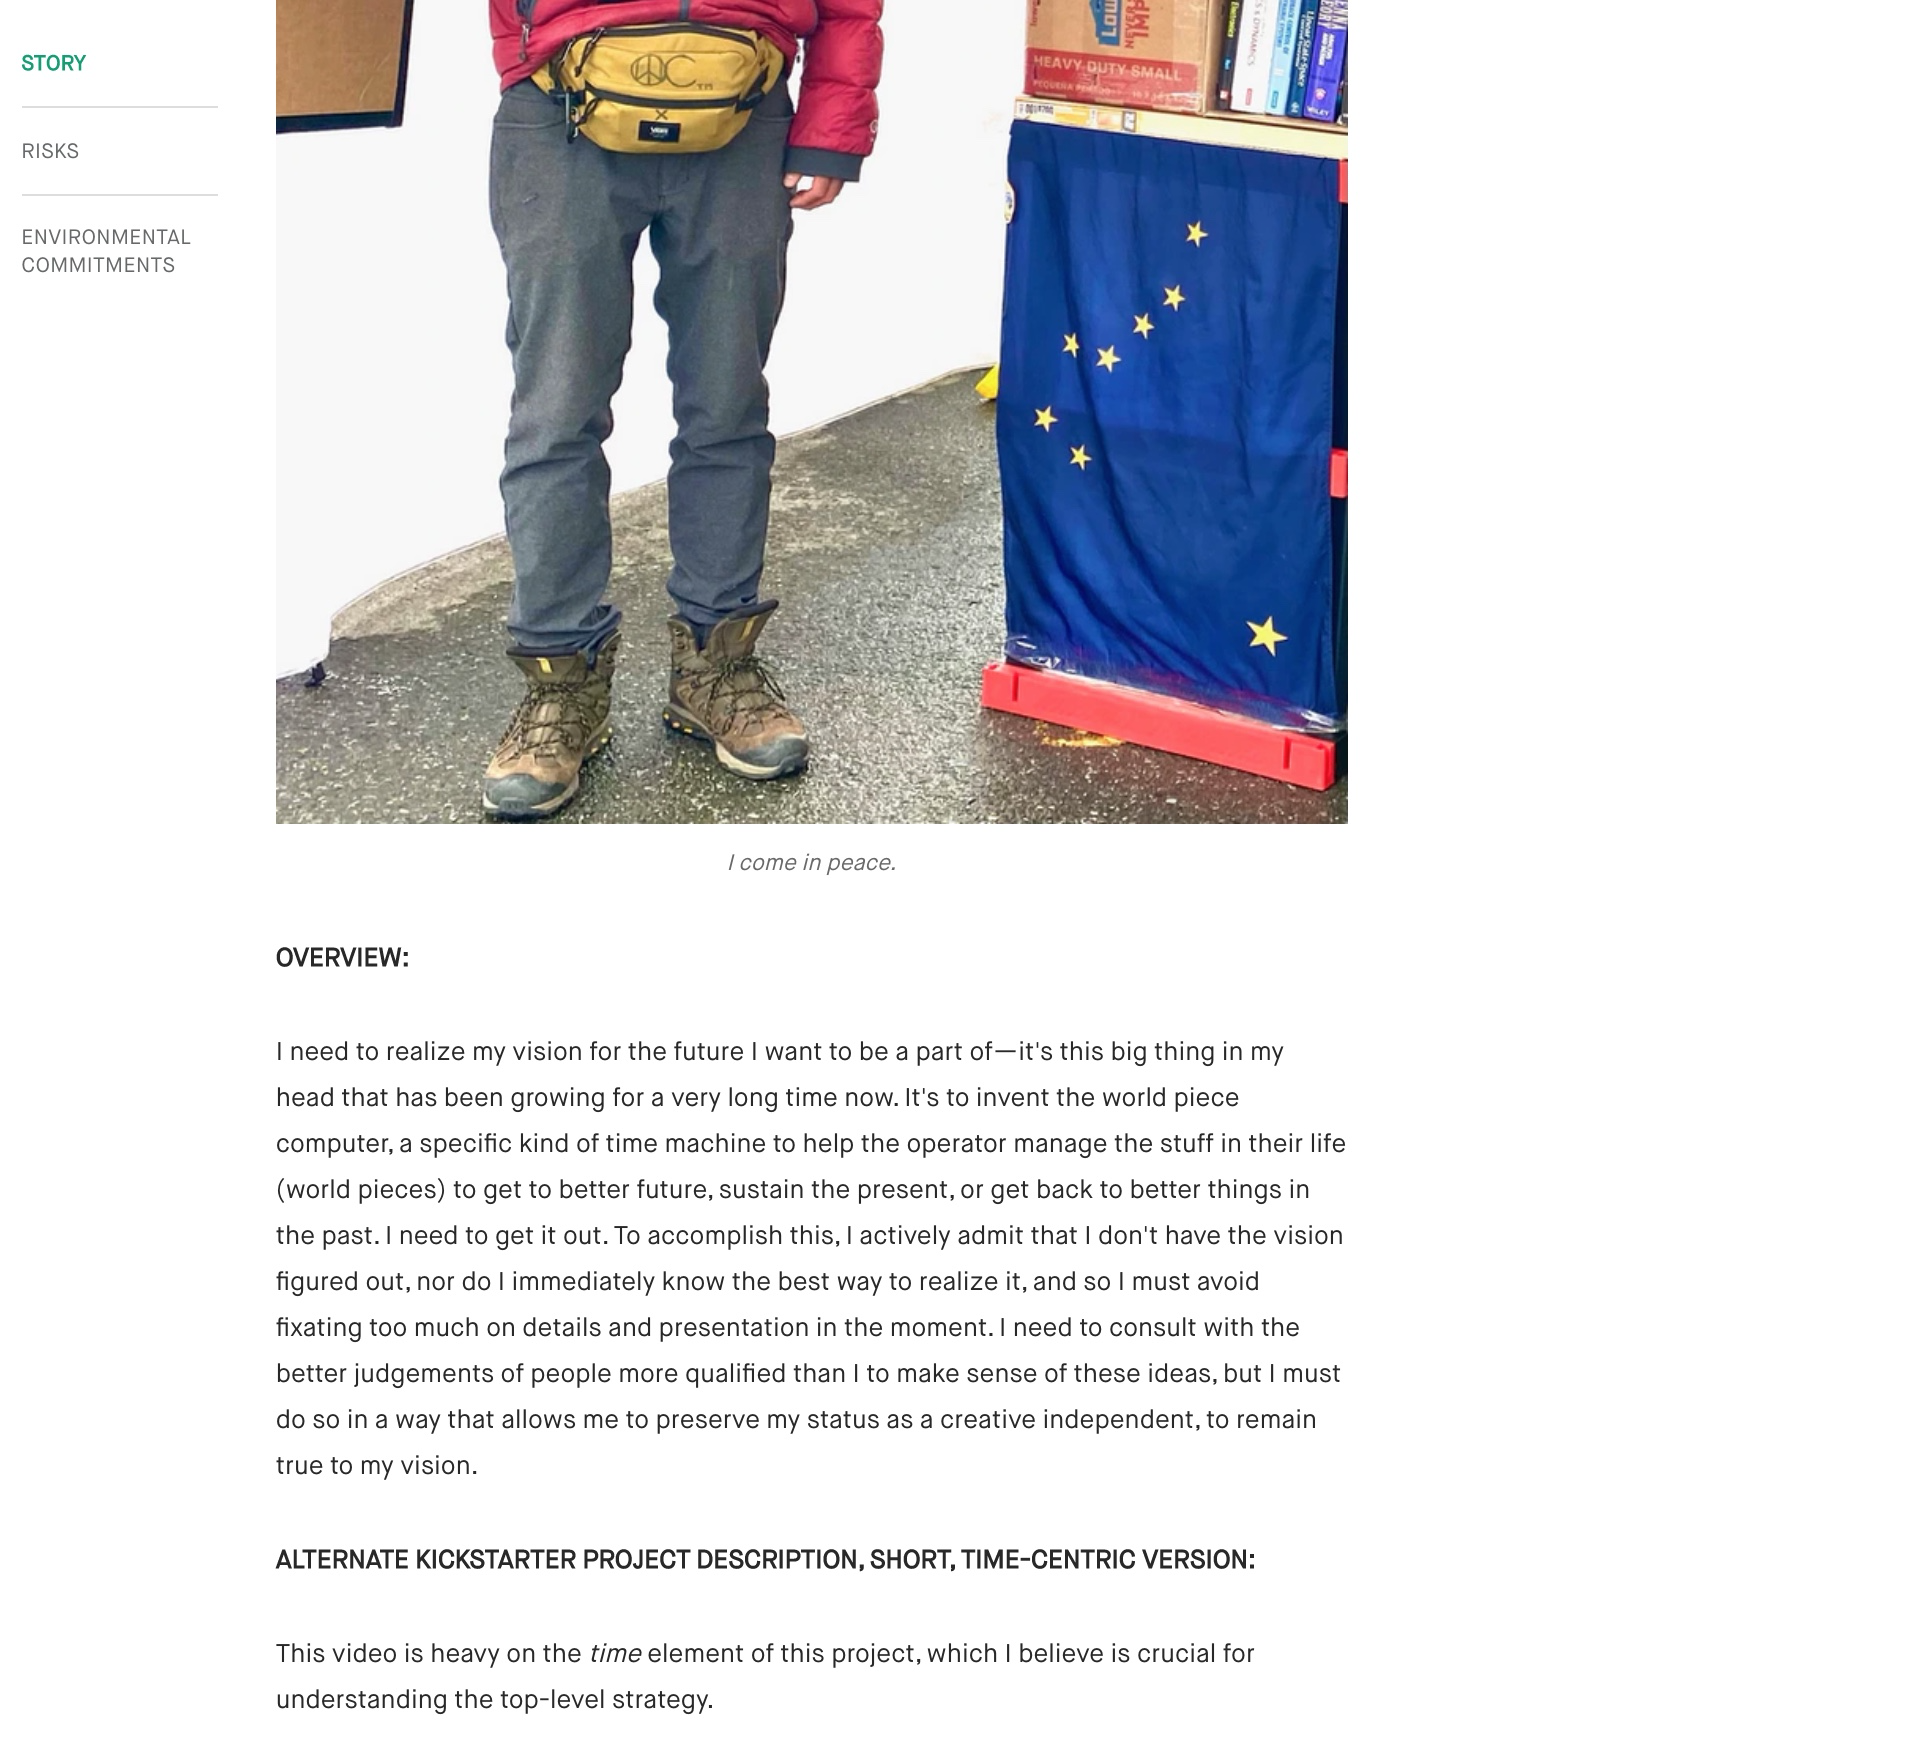 STORY
RISKS
ENVIRONMENTAL
COMMITMENTS
HEAVY DUTY SMALL
WILEY
I come in peace.
OVERVIEW:
I need to realize my vision for the future I want to be a part of—it's this big thing in my
head that has been growing for a very long time now. It's to invent the world piece
computer, a specific kind of time machine to help the operator manage the stuff in their life
(world pieces) to get to better future, sustain the present, or get back to better things in
the past. I need to get it out. To accomplish this, I actively admit that I don't have the vision
figured out, nor do I immediately know the best way to realize it, and so I must avoid
fixating too much on details and presentation in the moment. I need to consult with the
better judgements of people more qualified than I to make sense of these ideas, but I must
do so in a way that allows me to preserve my status as a creative independent, to remain
true to my vision.
ALTERNATE KICKSTARTER PROJECT DESCRIPTION, SHORT, TIME-CENTRIC VERSION:
This video is heavy on the time element of this project, which I believe is crucial for
understanding the top-level strategy.